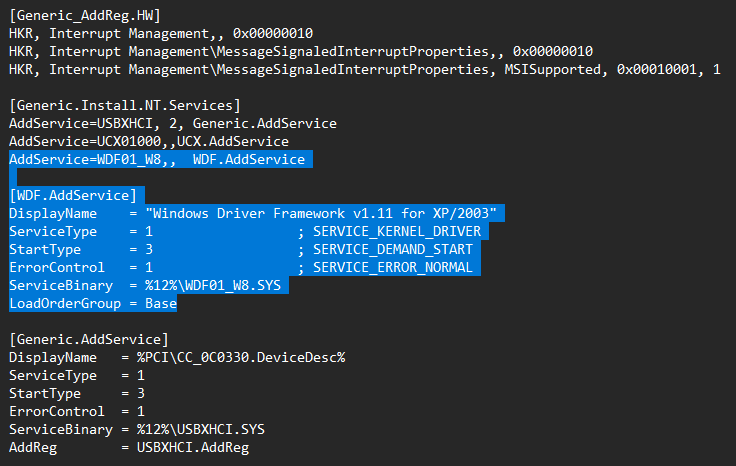 [Generic_AddReg.HW]
HKR, Interrupt Management,, 0x00000010
HKR, Interrupt Management\MessageSignaledInterruptProperties,, 0x00000010
HKR, Interrupt Management\MessageSignaledInterruptProperties, MSISupported, 0x00010001, 1
[Generic.Install.NT.Services]
AddService=USBXHCI, 2, Generic.AddService
AddService=UCX01000,,UCX.AddService
AddService=WDF01_W8,,  WDF.AddService
[WDF.AddService]
DisplayName    = "Windows Driver Framework v1.11 for XP/2003"
ServiceType    = 1                ; SERVICE_KERNEL_DRIVER
StartType      = 3                ; SERVICE_DEMAND_START
ErrorControl   = 1                ; SERVICE_ERROR_NORMAL
ServiceBinary  = %12%\WDF01_W8.SYS
LoadOrderGroup = Base
[Generic.AddService]
DisplayName   = %PCI\CC_0C0330.DeviceDesc%
ServiceType   = 1
StartType     = 3
ErrorControl  = 1
ServiceBinary = %12%\USBXHCI.SYS
AddReg        = USBXHCI.AddReg